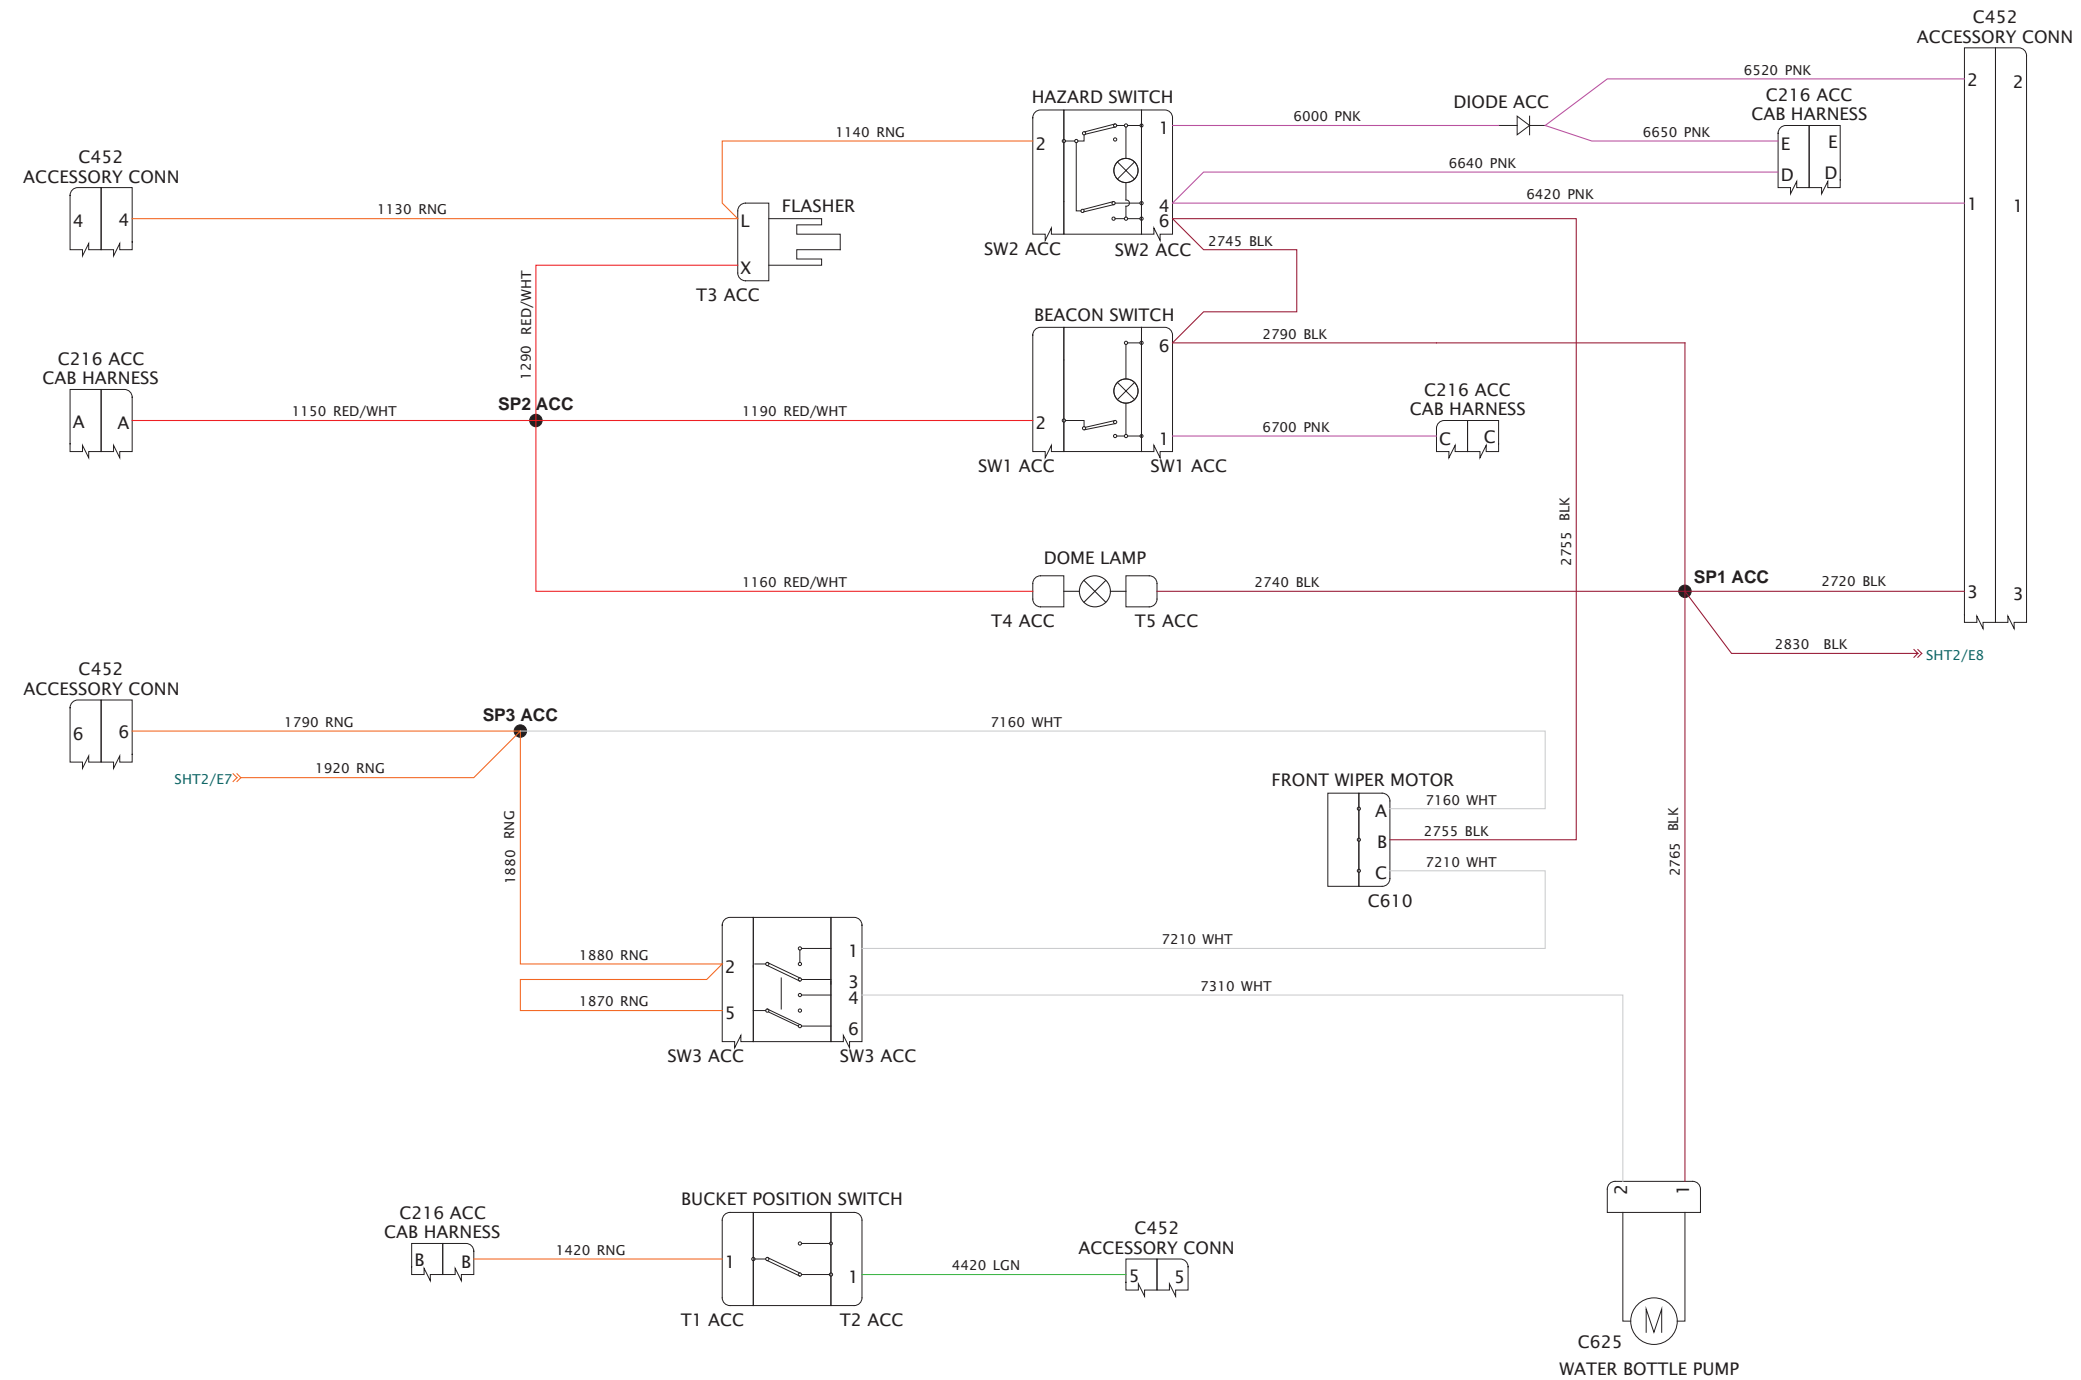 C452
ACCESSORY CONN
2
2
6520 PNK
C216 ACC
CAB HARNESS
E
E
D
D
6650 PNK
6640 PNK
6420 PNK
1
1
DIODE ACC
6000 PNK
HAZARD SWITCH
2
1
4
6
SW2 ACC
SW2 ACC
1140 RNG
C452
ACCESSORY CONN
4
4
1130 RNG
FLASHER
L
X
T3 ACC
2745 BLK
1290 RED/WHT
BEACON SWITCH
6
2
1
SW1 ACC
SW1 ACC
2790 BLK
C216 ACC
CAB HARNESS
A
A
1150 RED/WHT
SP2 ACC
1190 RED/WHT
6700 PNK
C216 ACC
CAB HARNESS
C
C
2755 BLK
DOME LAMP
1160 RED/WHT
T4 ACC
T5 ACC
2740 BLK
SP1 ACC
2720 BLK
3
3
2830 BLK
SHT2/E8
C452
ACCESSORY CONN
6
6
1790 RNG
SP3 ACC
7160 WHT
SHT2/E7
1920 RNG
1880 RNG
FRONT WIPER MOTOR
A
B
C
C610
7160 WHT
2755 BLK
7210 WHT
2765 BLK
1880 RNG
1870 RNG
2
5
1
3
4
6
SW3 ACC
SW3 ACC
7210 WHT
7310 WHT
BUCKET POSITION SWITCH
C216 ACC
CAB HARNESS
B
B
1420 RNG
1
1
T1 ACC
T2 ACC
4420 LGN
C452
ACCESSORY CONN
5
5
2
1
M
C625
WATER BOTTLE PUMP